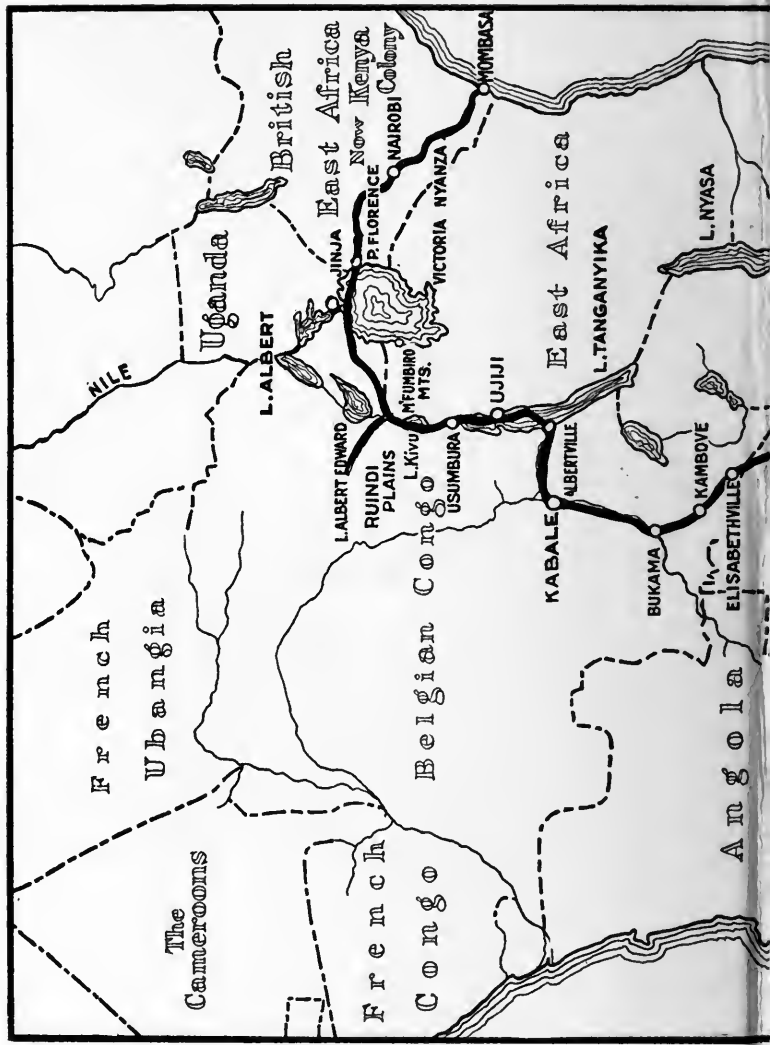 The
Cameroons
French
Ubangia
NILE
Uganda
British
East Africa
Now Kenya
Colony
L.ALBERT
JINJA
P. FLORENCE
NAIROBI
MOMBASA
VICTORIA NYANZA
L.ALBERT EDWARD
RUINDI
PLAINS
M'FUMBIRO
MTS.
L.KIVU
USUMBURA
UJIJI
East Africa
L.TANGANYIKA
L.NYASA
French
Congo
Belgian Congo
KABALE
ALBERTVILLE
BUKAMA
KAMBOVE
ELISABETHVILLE
Angola